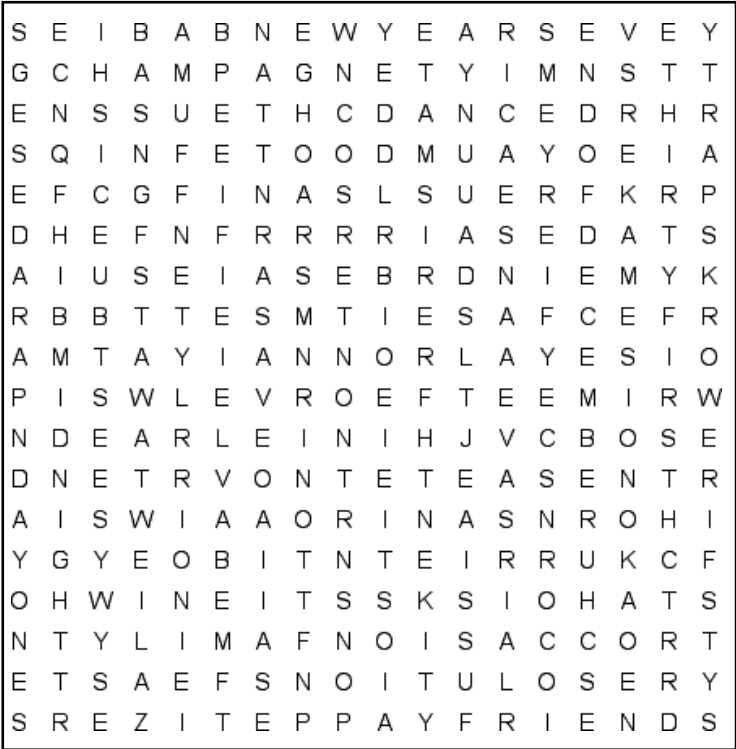 S E I B A B N E W Y E A R S E V E Y
G C H A M P A G N E T Y I M N S T T
E N S S U E T H C D A N C E D R H R
S Q I N F E T O O D M U A Y O E I A
E F C G F I N A S L S U E R F K R P
D H E F N F R R R R I A S E D A T S
A I U S E I A S E B R D N I E M Y K
R B B T T E S M T I E S A F C E F R
A M T A Y I A N N O R L A Y E S I O
P I S W L E V R O E F T E E M I R W
N D E A R L E I N I H J V C B O S E
D N E T R V O N T E T E A S E N T R
A I S W I A A O R I N A S N R O H I
Y G Y E O B I T N T E I R R U K C F
O H W I N E I T S S K S I O H A T S
N T Y L I M A F N O I S A C C O R T
E T S A E F S N O I T U L O S E R Y
S R E Z I T E P P A Y F R I E N D S